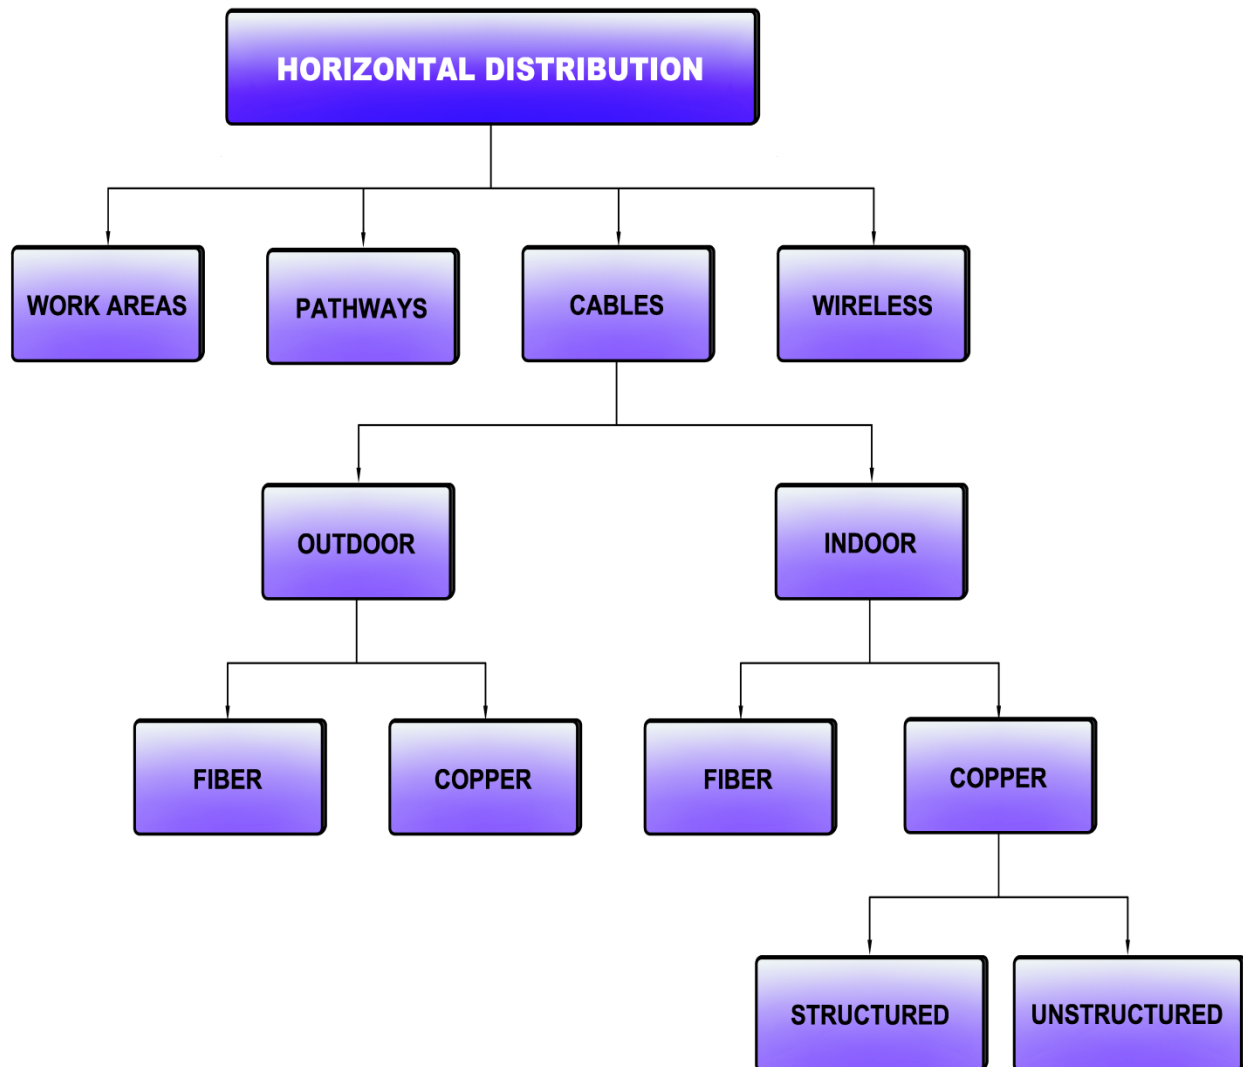 HORIZONTAL DISTRIBUTION
WORK AREAS
PATHWAYS
CABLES
WIRELESS
OUTDOOR
INDOOR
FIBER
COPPER
FIBER
COPPER
STRUCTURED
UNSTRUCTURED